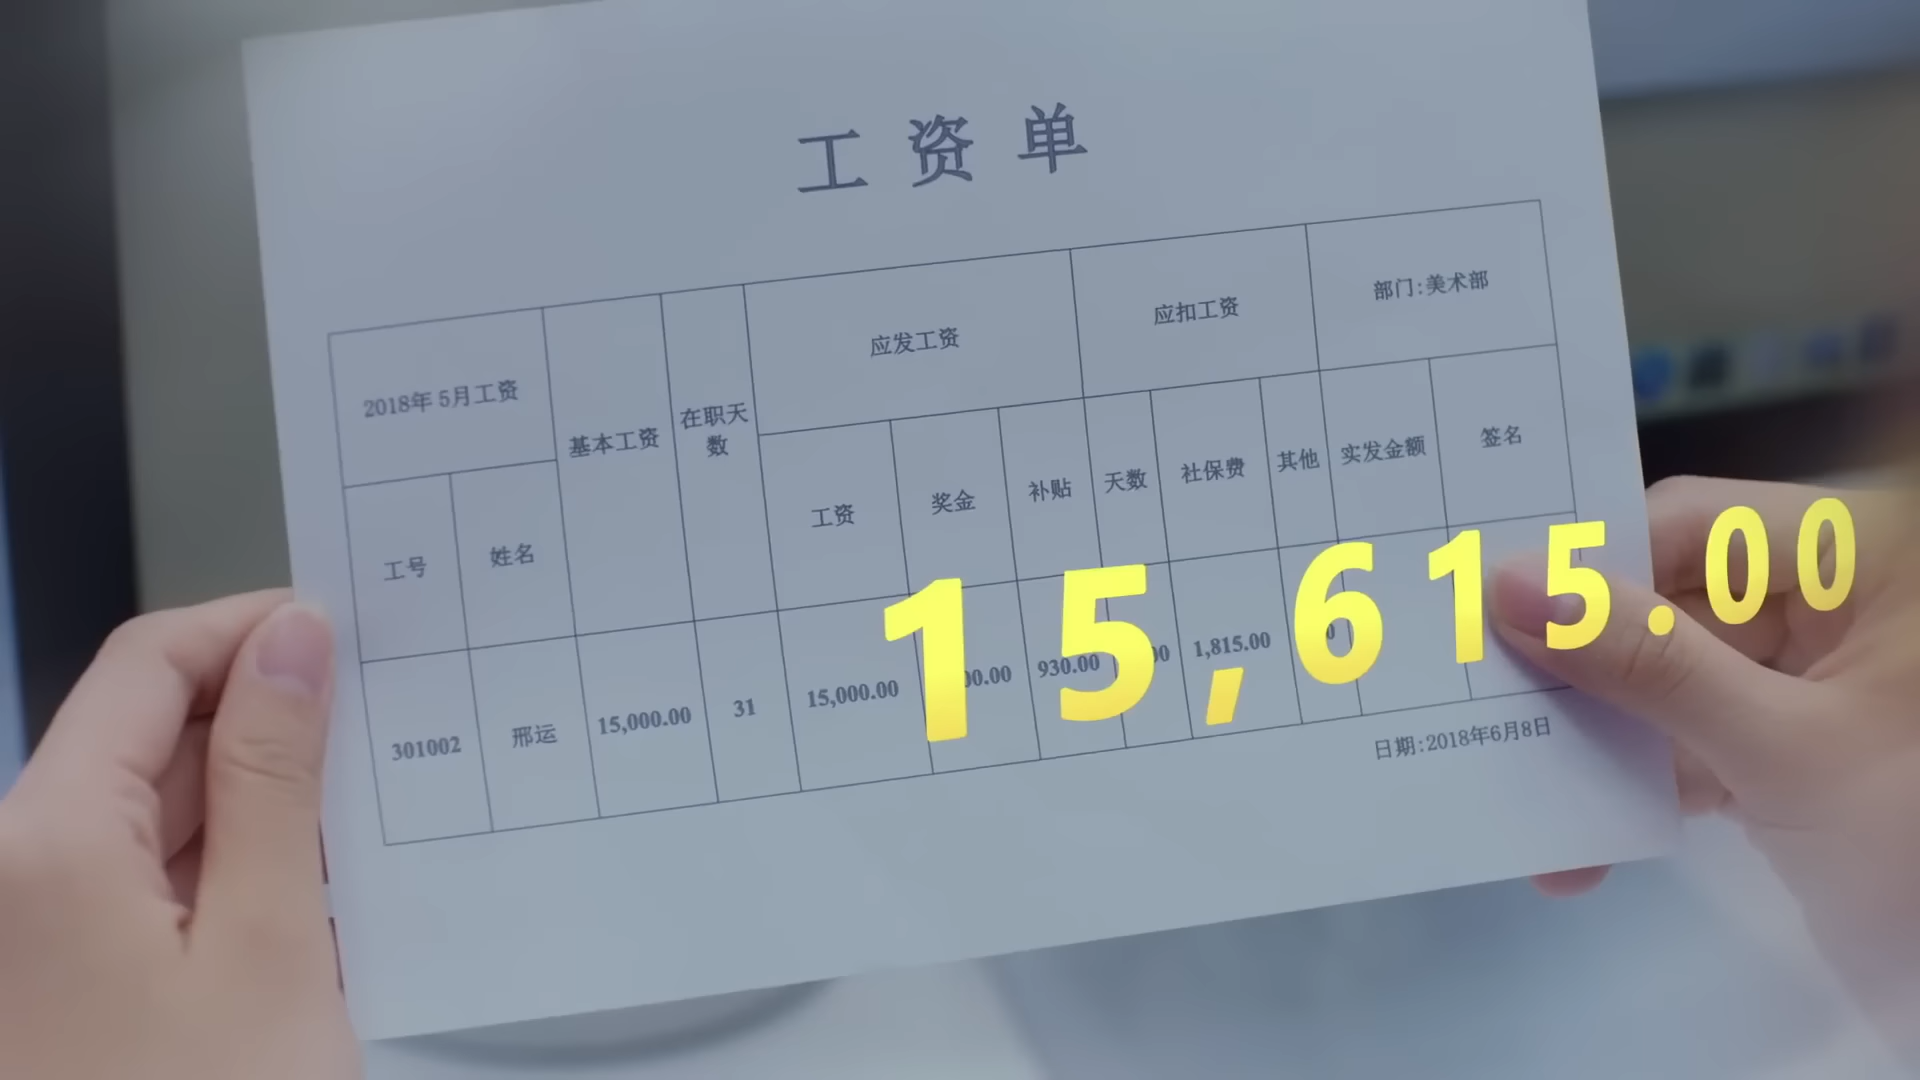 工资单
2018年5月工资
基本工资
在职天
数
应发工资
应扣工资
部门:美术部
工号
姓名
工资
奖金
补贴
天数
社保费
其他
实发金额
签名
301002
邢运
15,000.00
31
15,000.00
930.00
1,815.00
15,615.00
日期:2018年6月8日